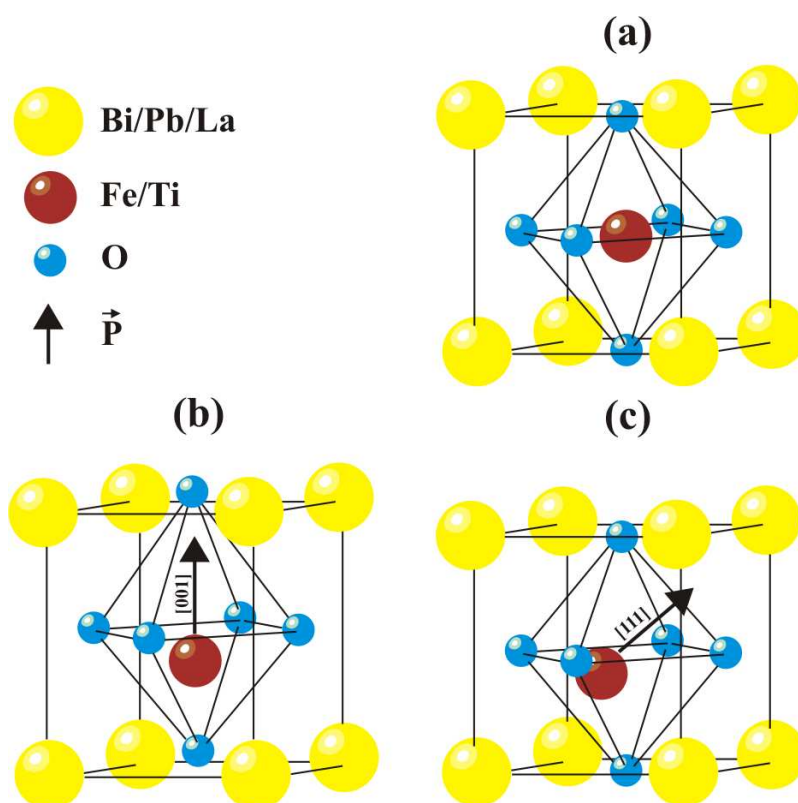 (a)
Bi/Pb/La
Fe/Ti
O
P⃗
(b)
(c)
[001]
[111]